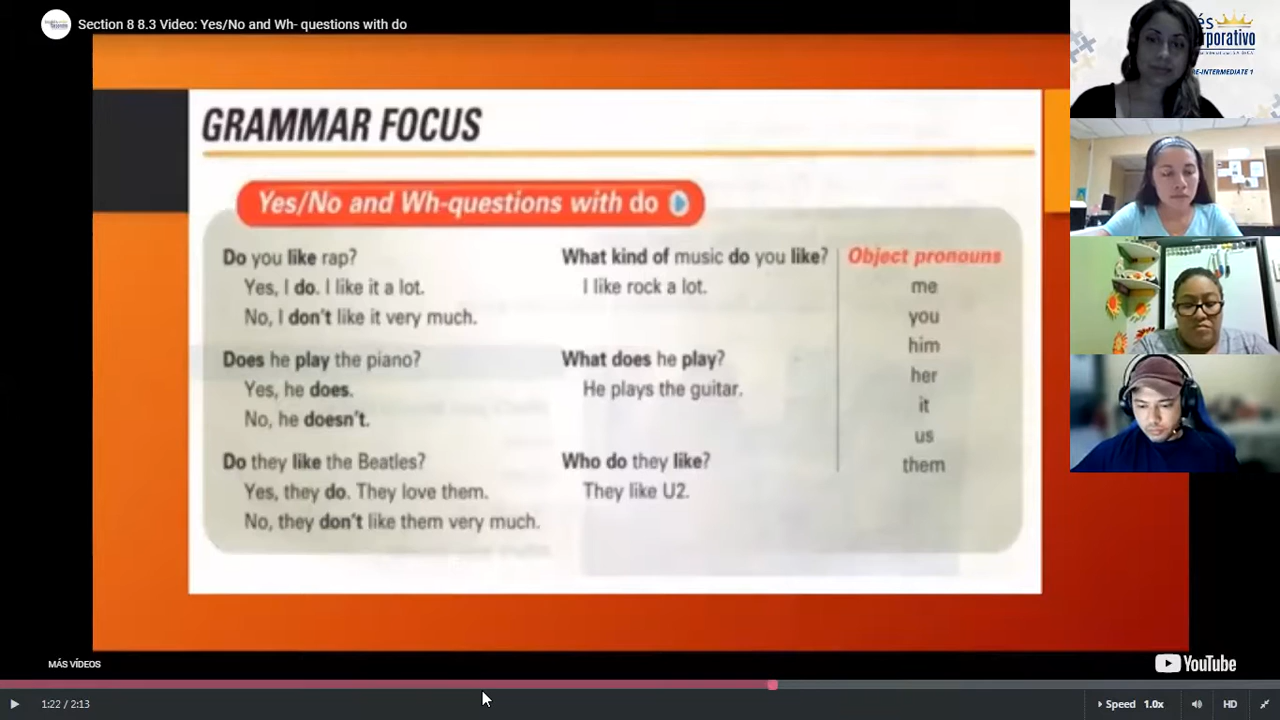 Section 8 8.3 Video: Yes/No and Wh- questions with do
GRAMMAR FOCUS
Yes/No and Wh-questions with do
Do you like rap?
Yes, I do. I like it a lot.
No, I don't like it very much.
Does he play the piano?
Yes, he does.
No, he doesn't.
Do they like the Beatles?
Yes, they do. They love them.
No, they don't like them very much.
What kind of music do you like?
I like rock a lot.
What does he play?
He plays the guitar.
Who do they like?
They like U2.
Object pronouns
me
you
him
her
it
us
them
MÁS VÍDEOS
YouTube
1:22 / 2:13
Speed 1.0x
HD